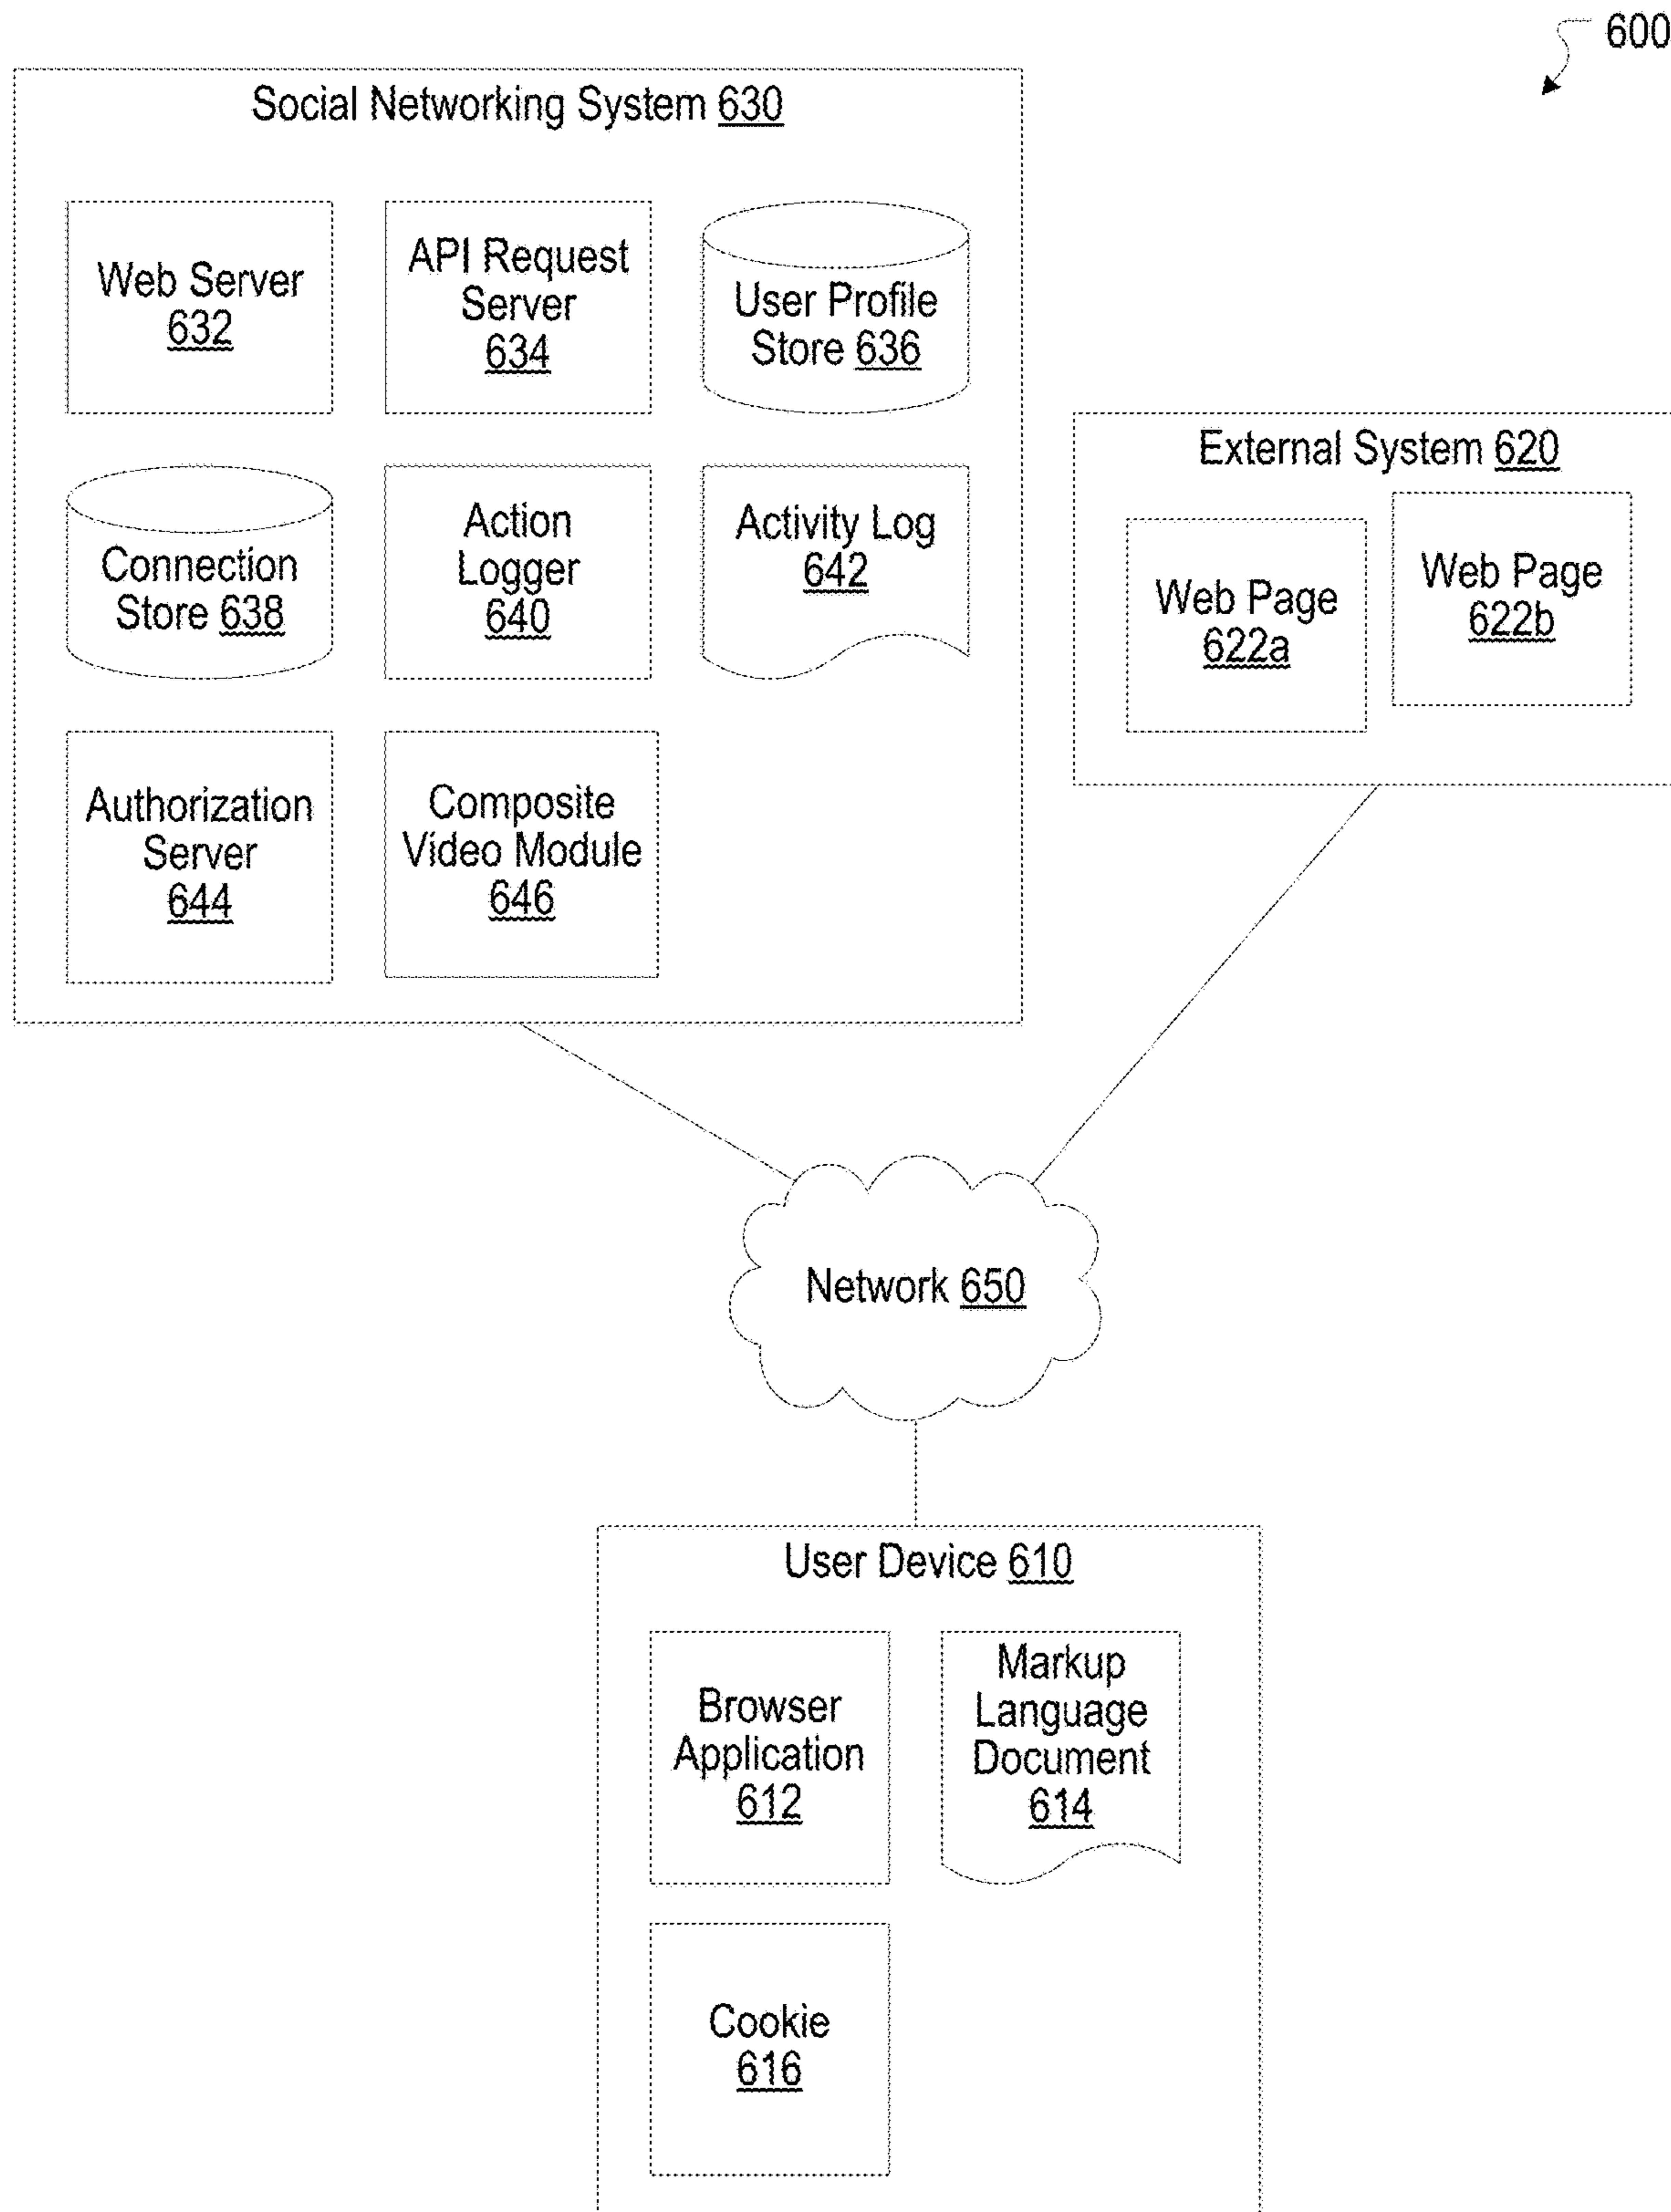 600
Social Networking System 630
Web Server
632
API Request
Server
634
User Profile
Store 636
Connection
Store 638
Action
Logger
640
Activity Log
642
Authorization
Server
644
Composite
Video Module
646
External System 620
Web Page
622a
Web Page
622b
Network 650
User Device 610
Browser
Application
612
Markup
Language
Document
614
Cookie
616